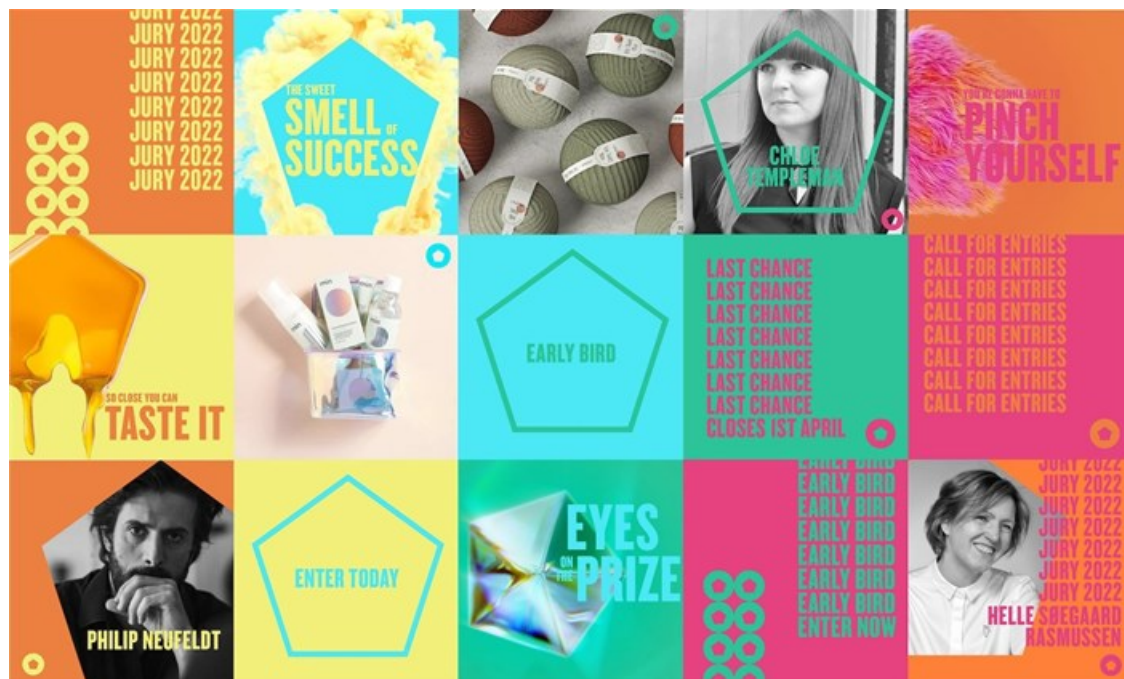 JURY 2022
JURY 2022
JURY 2022
JURY 2022
JURY 2022
JURY 2022
JURY 2022
JURY 2022
THE SWEET
SMELL OF
SUCCESS
CHLOE
TEMPLEMAN
YOU'RE GONNA HAVE TO
PINCH
YOURSELF
SO CLOSE YOU CAN
TASTE IT
EARLY BIRD
LAST CHANCE
LAST CHANCE
LAST CHANCE
LAST CHANCE
LAST CHANCE
LAST CHANCE
LAST CHANCE
CLOSES 1ST APRIL
CALL FOR ENTRIES
CALL FOR ENTRIES
CALL FOR ENTRIES
CALL FOR ENTRIES
CALL FOR ENTRIES
CALL FOR ENTRIES
CALL FOR ENTRIES
CALL FOR ENTRIES
PHILIP NEUFELDT
ENTER TODAY
EYES
ON THE PRIZE
EARLY BIRD
EARLY BIRD
EARLY BIRD
EARLY BIRD
EARLY BIRD
EARLY BIRD
EARLY BIRD
ENTER NOW
JURY 2022
JURY 2022
JURY 2022
JURY 2022
JURY 2022
JURY 2022
JURY 2022
HELLE SØEGAARD
RASMUSSEN